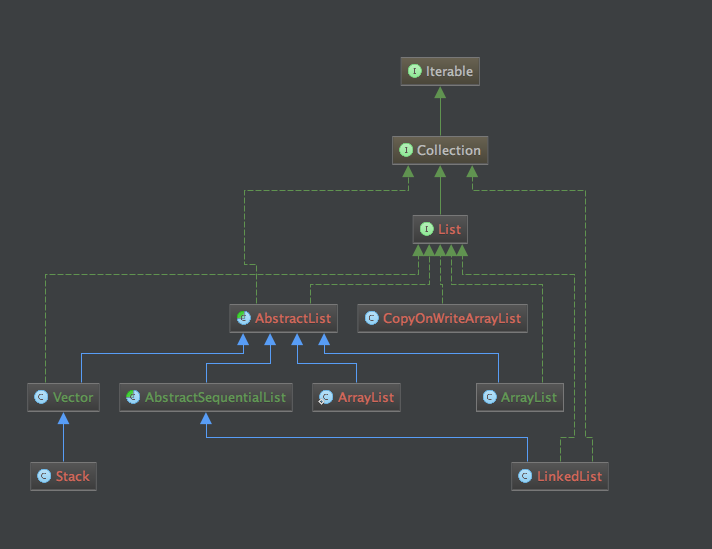 I Iterable
I Collection
I List
C AbstractList
C CopyOnWriteArrayList
C Vector
C AbstractSequentialList
C ArrayList
C ArrayList
C Stack
C LinkedList